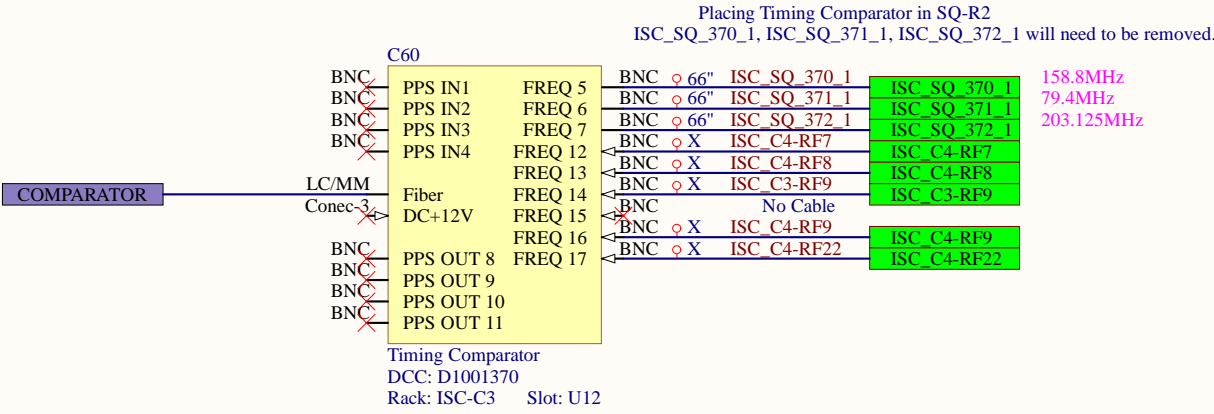 Placing Timing Comparator in SQ-R2
ISC_SQ_370_1, ISC_SQ_371_1, ISC_SQ_372_1 will need to be removed.
C60
BNC PPS IN1 FREQ 5 BNC 66" ISC_SQ_370_1 ISC_SQ_370_1 158.8MHz
BNC PPS IN2 FREQ 6 BNC 66" ISC_SQ_371_1 ISC_SQ_371_1 79.4MHz
BNC PPS IN3 FREQ 7 BNC 66" ISC_SQ_372_1 ISC_SQ_372_1 203.125MHz
BNC PPS IN4 FREQ 12 BNC X ISC_C4-RF7 ISC_C4-RF7
FREQ 13 BNC X ISC_C4-RF8 ISC_C4-RF8
COMPARATOR LC/MM Fiber FREQ 14 BNC X ISC_C3-RF9 ISC_C3-RF9
Conec-3 DC+12V FREQ 15 BNC No Cable
FREQ 16 BNC X ISC_C4-RF9 ISC_C4-RF9
BNC PPS OUT 8 FREQ 17 BNC X ISC_C4-RF22 ISC_C4-RF22
BNC PPS OUT 9
BNC PPS OUT 10
BNC PPS OUT 11
Timing Comparator
DCC: D1001370
Rack: ISC-C3 Slot: U12